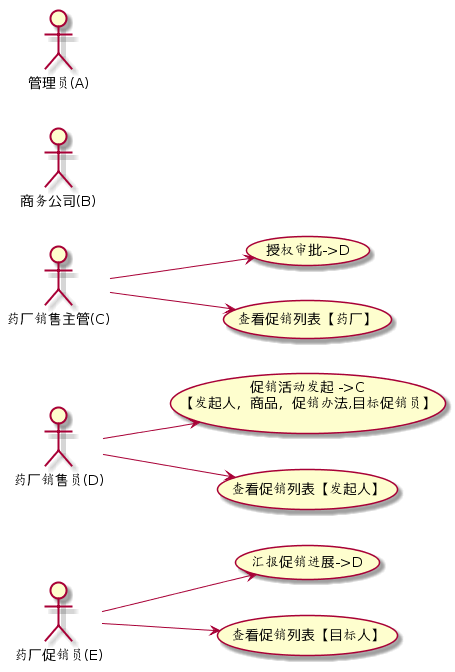 管理员(A)
商务公司(B)
授权审批->D
药厂销售主管(C)
查看促销列表【药厂】
促销活动发起 ->C
【发起人，商品，促销办法,目标促销员】
药厂销售员(D)
查看促销列表【发起人】
汇报促销进展->D
药厂促销员(E)
查看促销列表【目标人】